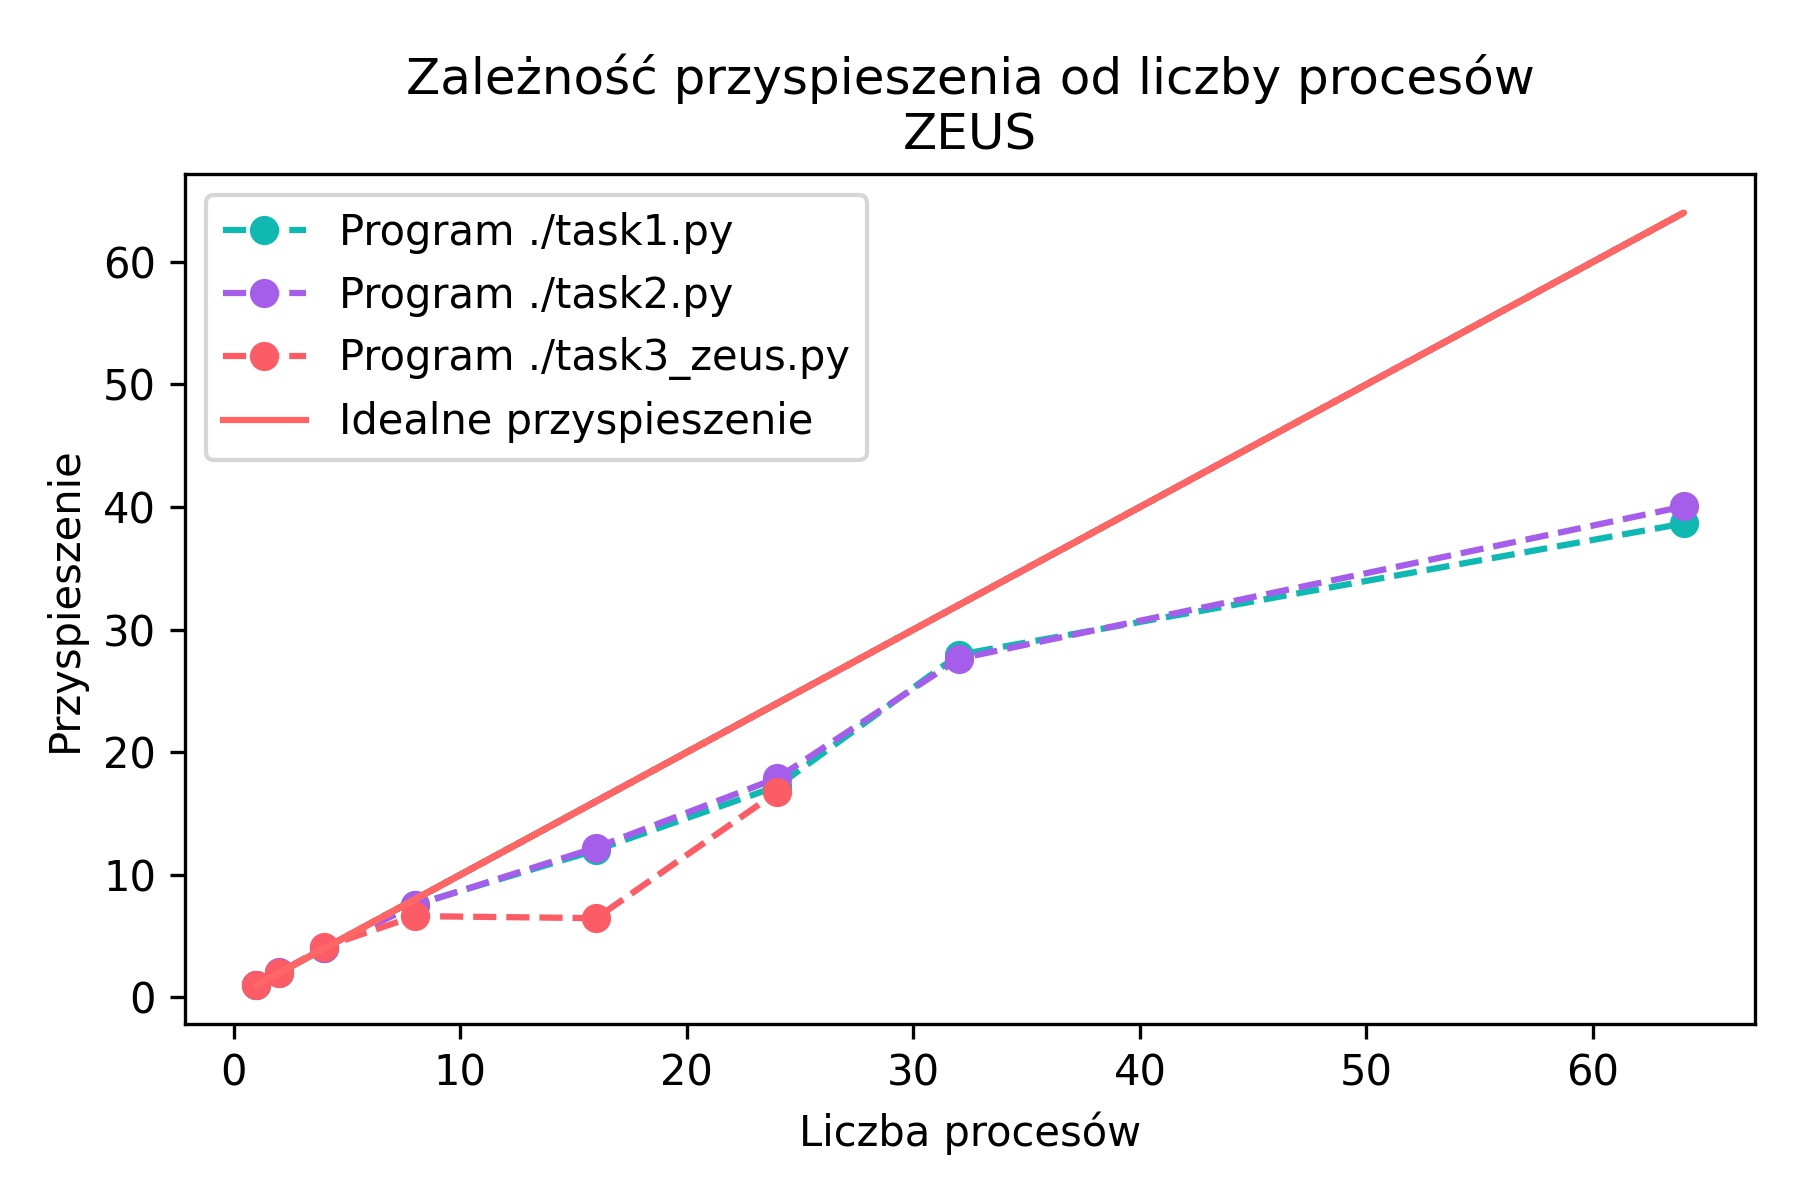 Zależność przyspieszenia od liczby procesów
ZEUS
Program ./task1.py
Program ./task2.py
Program ./task3_zeus.py
Idealne przyspieszenie
Przyspieszenie
60
50
40
30
20
10
0
0 10 20 30 40 50 60
Liczba procesów